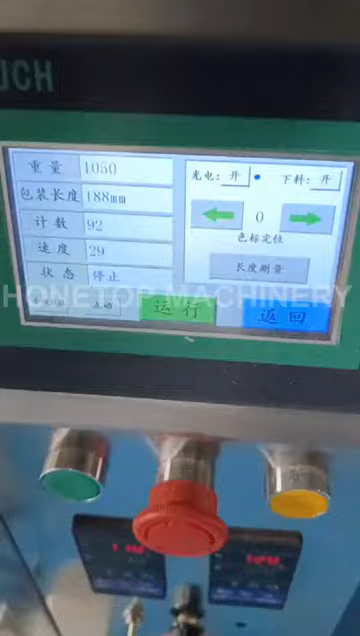 UCH
重量 1050
包装长度 188mm
计数 92
速度 29
状态 停止
光电: 开 下料: 开
0
色标定位
长度测量
点动 运行 返回
HONETOP MACHINERY